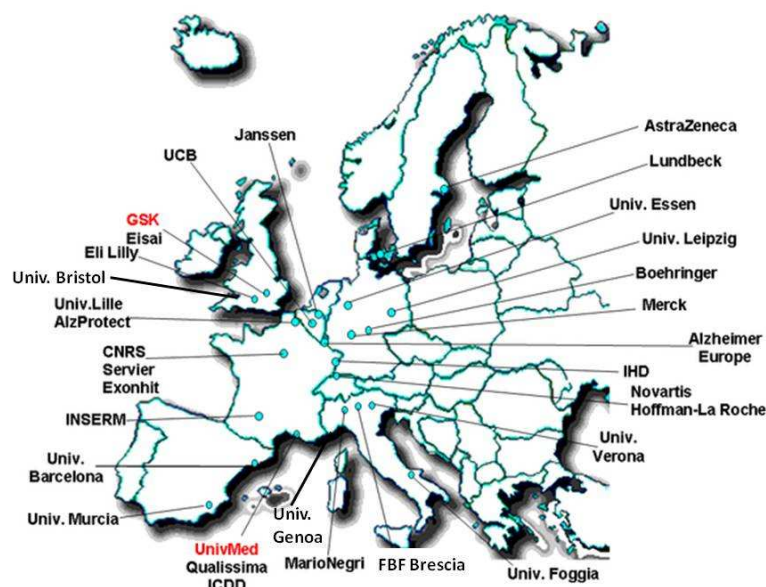 Janssen
UCB
GSK
Eisai
Eli Lilly
Univ. Bristol
Univ.Lille
AlzProtect
CNRS
Servier
Exonhit
INSERM
Univ.
Barcelona
Univ. Murcia
UnivMed
Qualissima
ICDD
Univ.
Genoa
MarioNegri
FBF Brescia
Univ. Foggia
Univ.
Verona
Novartis
Hoffman-La Roche
IHD
Alzheimer
Europe
Merck
Boehringer
Univ. Leipzig
Univ. Essen
Lundbeck
AstraZeneca